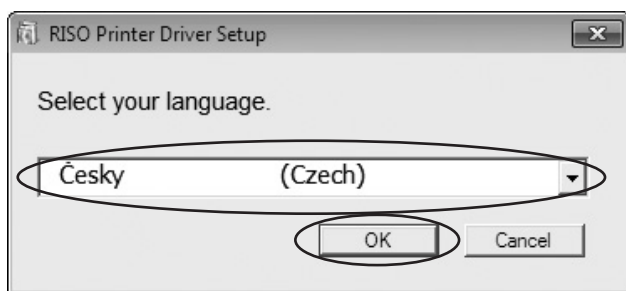 RISO Printer Driver Setup
Select your language.
Česky (Czech)
OK Cancel